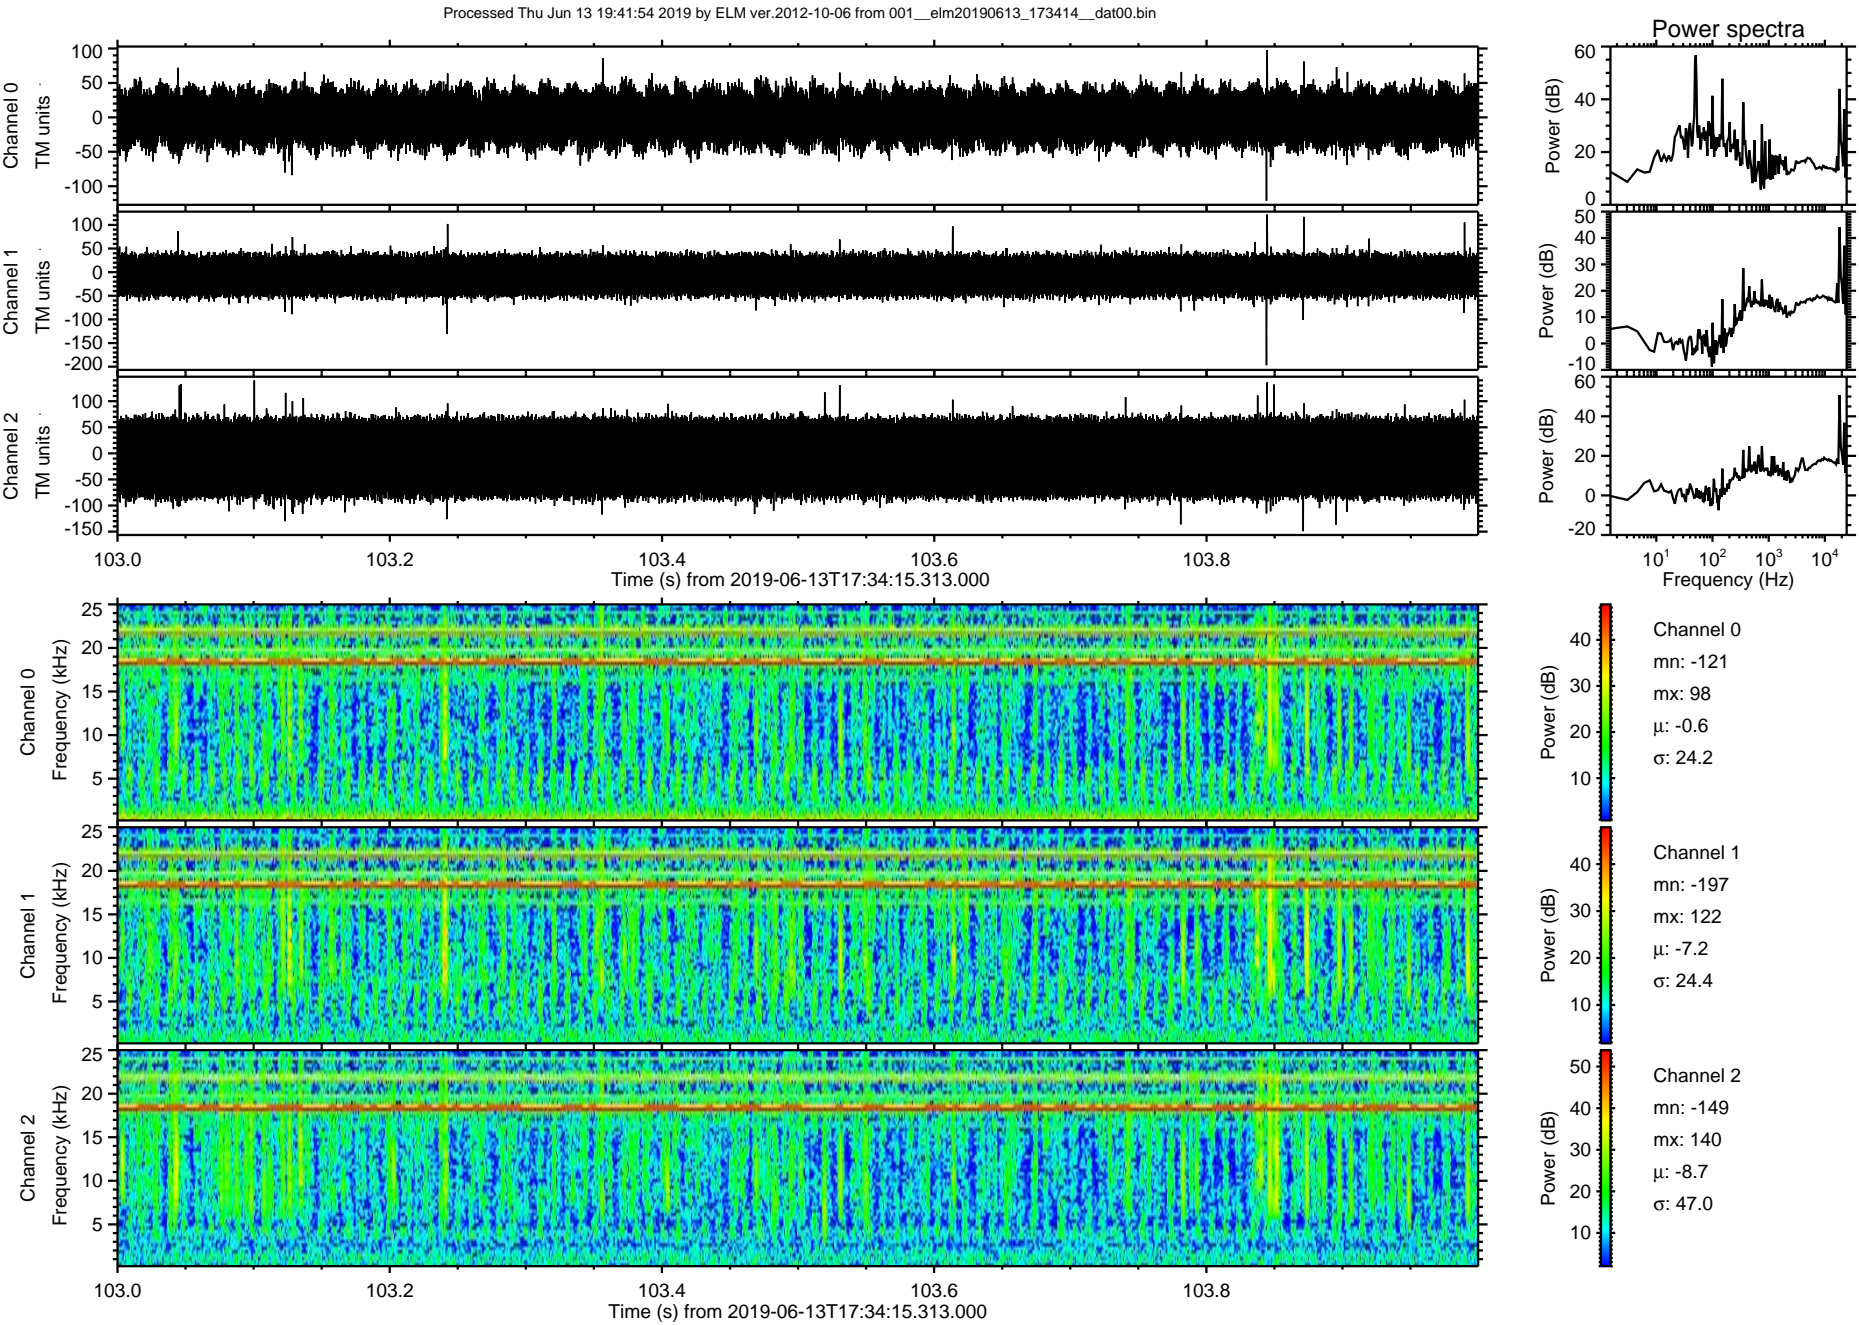 Processed Thu Jun 13 19:41:54 2019 by ELM ver.2012-10-06 from 001__elm20190613_173414__dat00.bin
Power spectra
Channel 0
TM units
100
50
0
-50
-100
Power (dB)
60
40
20
0
Channel 1
TM units
100
50
0
-50
-100
-150
-200
Power (dB)
50
40
30
20
10
0
-10
Channel 2
TM units
100
50
0
-50
-100
-150
Power (dB)
60
40
20
0
-20
103.0 103.2 103.4 103.6 103.8
Time (s) from 2019-06-13T17:34:15.313.000
10¹ 10² 10³ 10⁴
Frequency (Hz)
Channel 0
Frequency (kHz)
25
20
15
10
5
Power (dB)
40
30
20
10
Channel 0
mn: -121
mx: 98
μ: -0.6
σ: 24.2
Channel 1
Frequency (kHz)
25
20
15
10
5
Power (dB)
40
30
20
10
Channel 1
mn: -197
mx: 122
μ: -7.2
σ: 24.4
Channel 2
Frequency (kHz)
25
20
15
10
5
Power (dB)
50
40
30
20
10
Channel 2
mn: -149
mx: 140
μ: -8.7
σ: 47.0
103.0 103.2 103.4 103.6 103.8
Time (s) from 2019-06-13T17:34:15.313.000